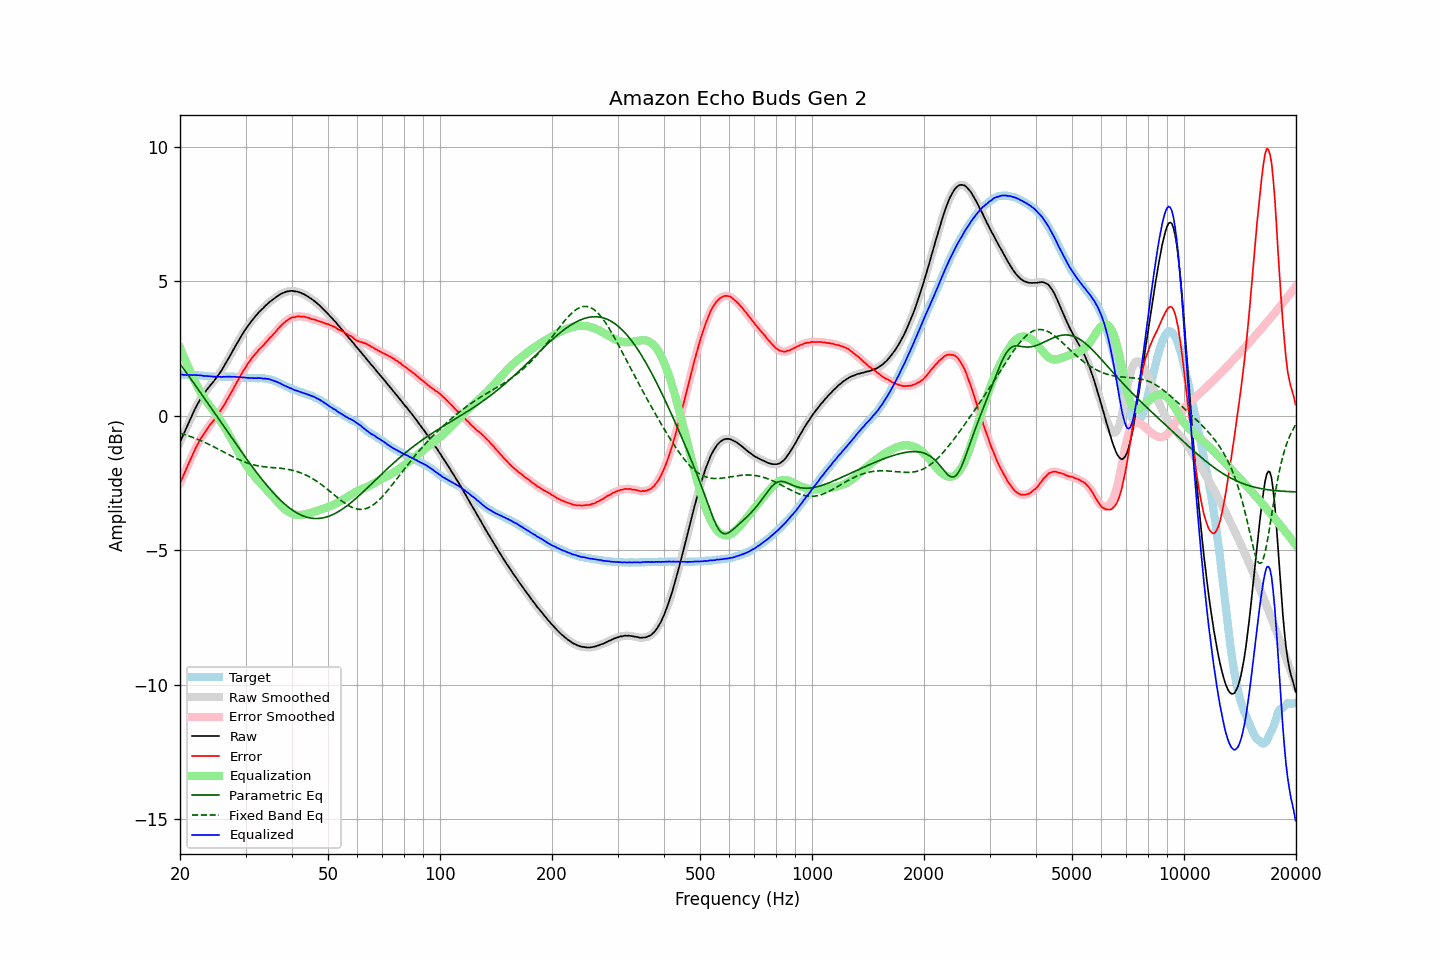 Amazon Echo Buds Gen 2
Amplitude (dBr)
10
5
0
−5
−10
−15
Target
Raw Smoothed
Error Smoothed
Raw
Error
Equalization
Parametric Eq
Fixed Band Eq
Equalized
20
50
100
200
500
1000
2000
5000
10000
20000
Frequency (Hz)